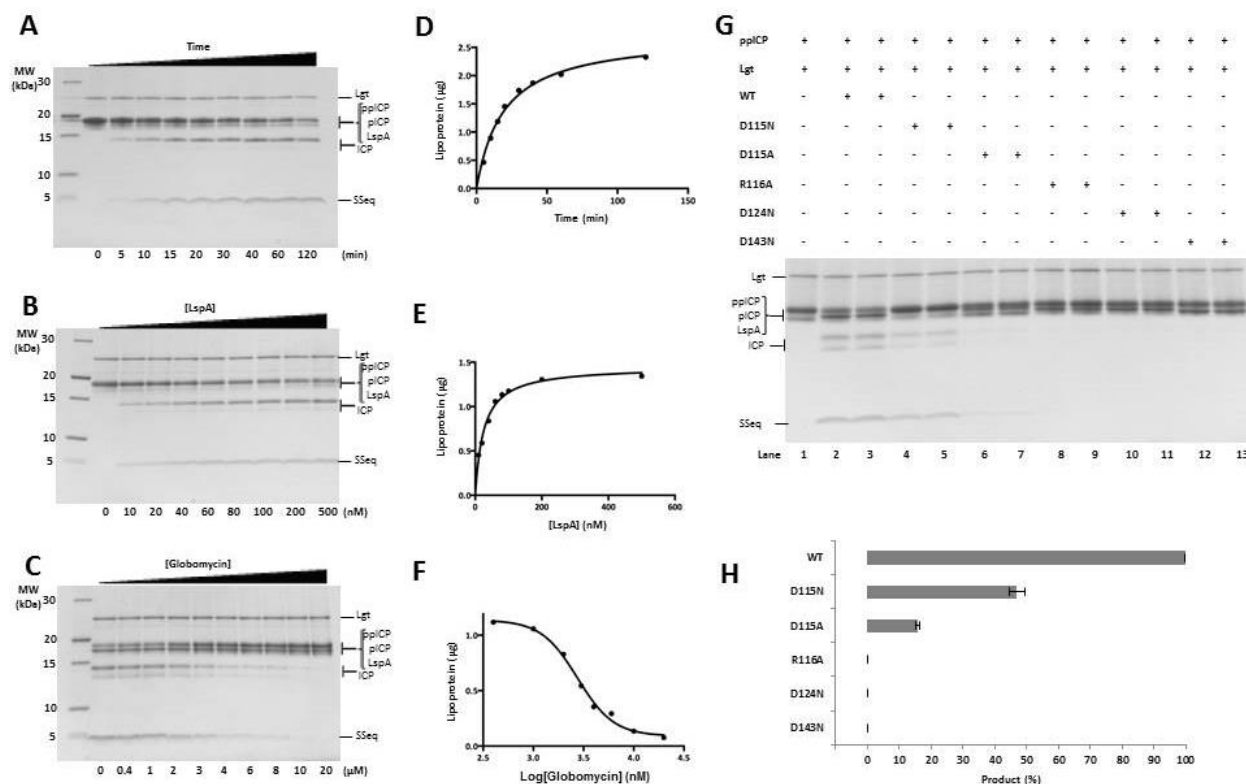 A
Time
MW
(kDa)
30
20
15
10
5
Lgt
ppICP
pICP
LspA
ICP
SSeq
0 5 10 15 20 30 40 60 120 (min)
B
[LspA]
MW
(kDa)
30
20
15
10
5
Lgt
ppICP
pICP
LspA
ICP
SSeq
0 10 20 40 60 80 100 200 500 (nM)
C
[Globomycin]
MW
(kDa)
30
20
15
10
5
Lgt
ppICP
pICP
LspA
ICP
SSeq
0 0.4 1 2 3 4 6 8 10 20 (µM)
D
Lipoprotein (µg)
2.5
2.0
1.5
1.0
0.5
0.0
0 50 100 150
Time (min)
E
Lipoprotein (µg)
1.5
1.0
0.5
0.0
0 200 400 600
[LspA] (nM)
F
Lipoprotein (µg)
1.0
0.5
0.0
2.5 3.0 3.5 4.0 4.5
Log[Globomycin] (nM)
G
ppICP + + + + + + + + + + + + +
Lgt + + + + + + + + + + + + +
WT - + + - - - - - - - - - -
D115N - - - + + - - - - - - - -
D115A - - - - - + + - - - - - -
R116A - - - - - - - + + - - - -
D124N - - - - - - - - - + + - -
D143N - - - - - - - - - - - + +
Lgt
ppICP
pICP
LspA
ICP
SSeq
Lane 1 2 3 4 5 6 7 8 9 10 11 12 13
H
WT
D115N
D115A
R116A
D124N
D143N
0 10 20 30 40 50 60 70 80 90 100
Product (%)